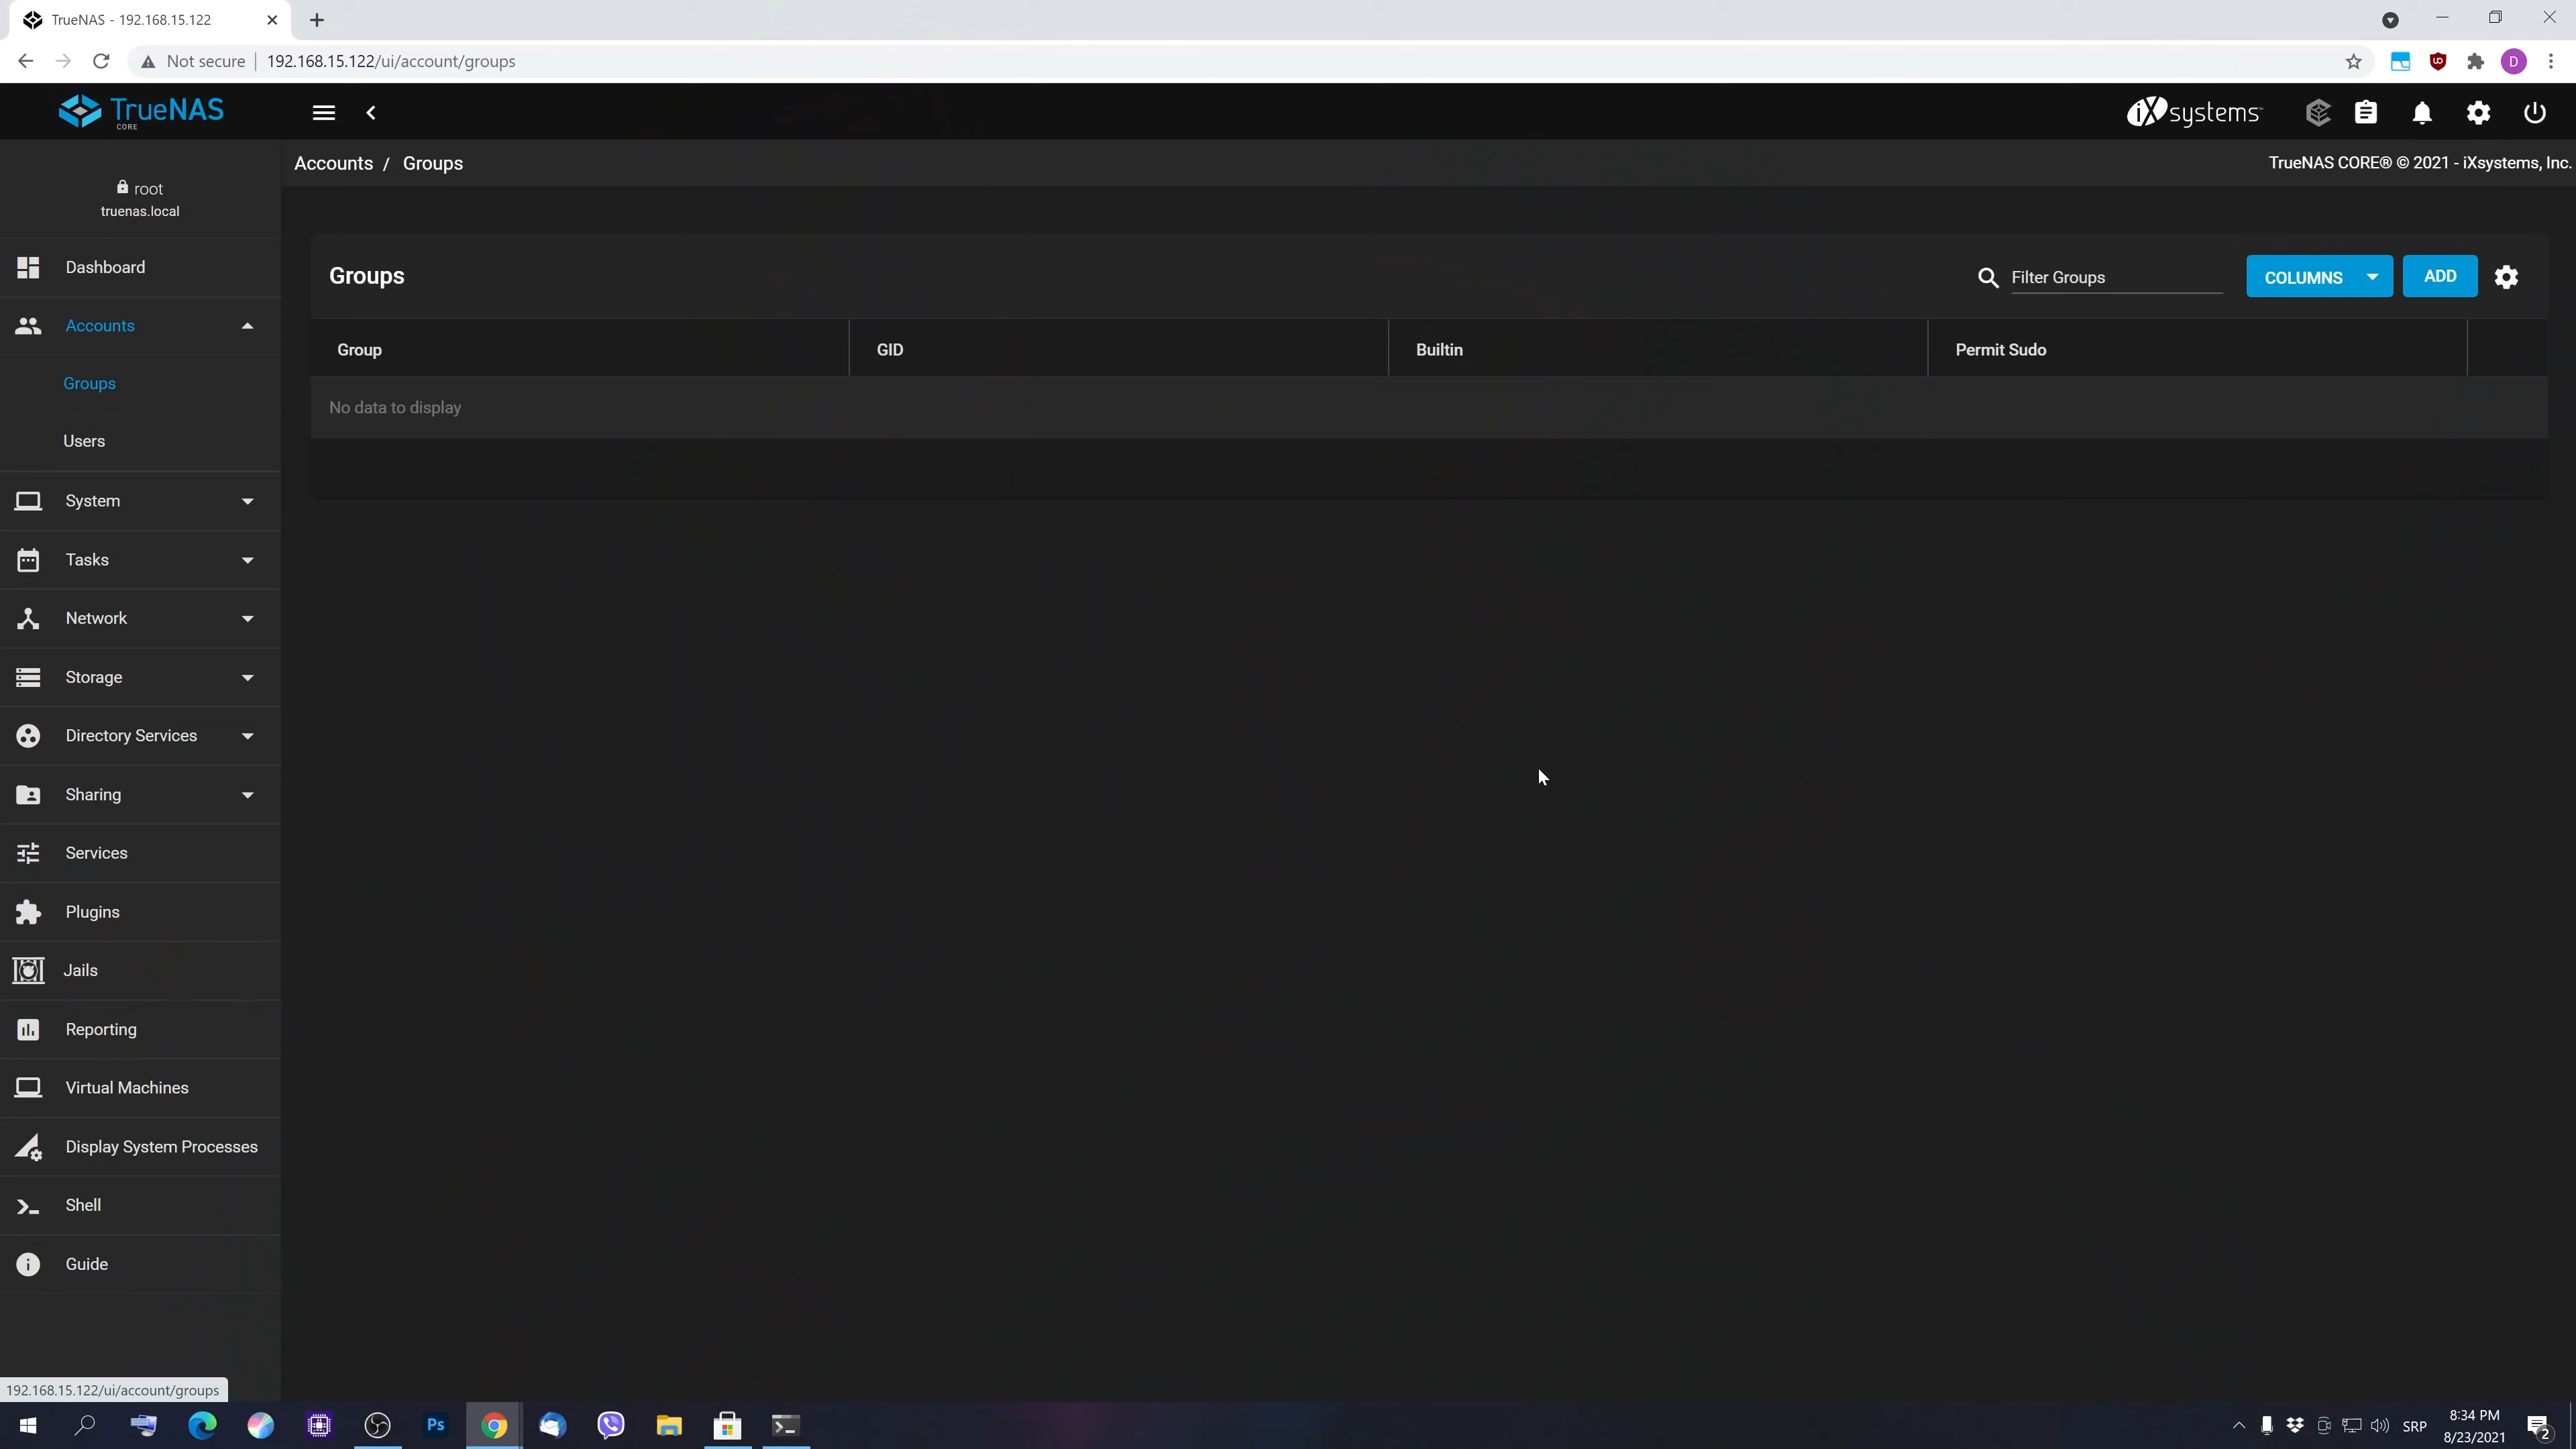 TrueNAS - 192.168.15.122
Not secure
192.168.15.122/ui/account/groups
D
TrueNAS
CORE
iXsystems
Accounts / Groups
TrueNAS CORE® © 2021 - iXsystems, Inc.
root
truenas.local
Dashboard
Accounts
Groups
Users
System
Tasks
Network
Storage
Directory Services
Sharing
Services
Plugins
Jails
Reporting
Virtual Machines
Display System Processes
Shell
Guide
Groups
Filter Groups
COLUMNS
ADD
Group
GID
Builtin
Permit Sudo
No data to display
192.168.15.122/ui/account/groups
Ps
SRP
8:34 PM
8/23/2021
2